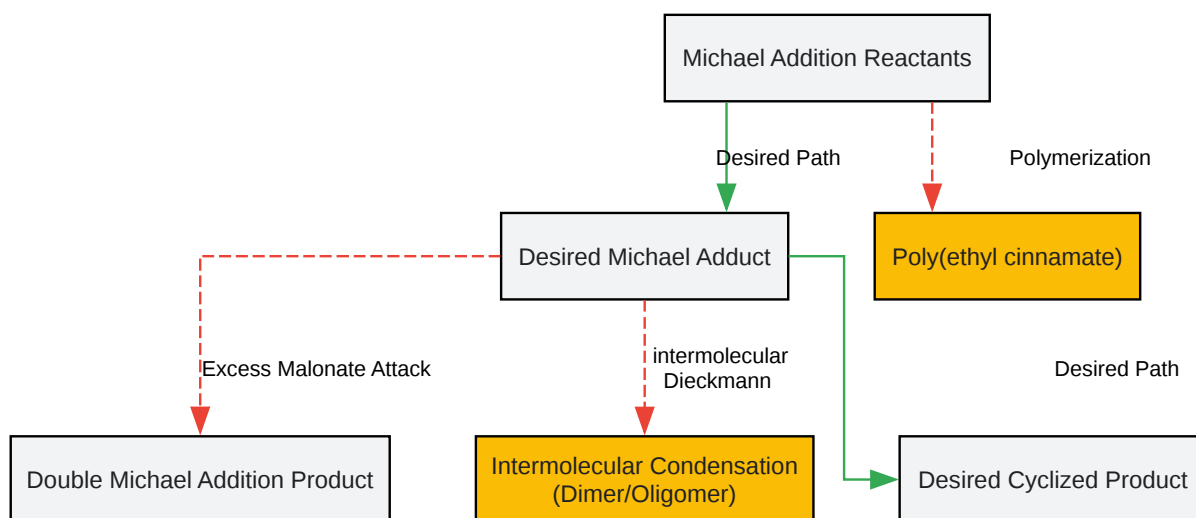 Michael Addition Reactants
Desired Path
Polymerization
Desired Michael Adduct
Poly(ethyl cinnamate)
Excess Malonate Attack
intermolecular
Dieckmann
Desired Path
Double Michael Addition Product
Intermolecular Condensation
(Dimer/Oligomer)
Desired Cyclized Product